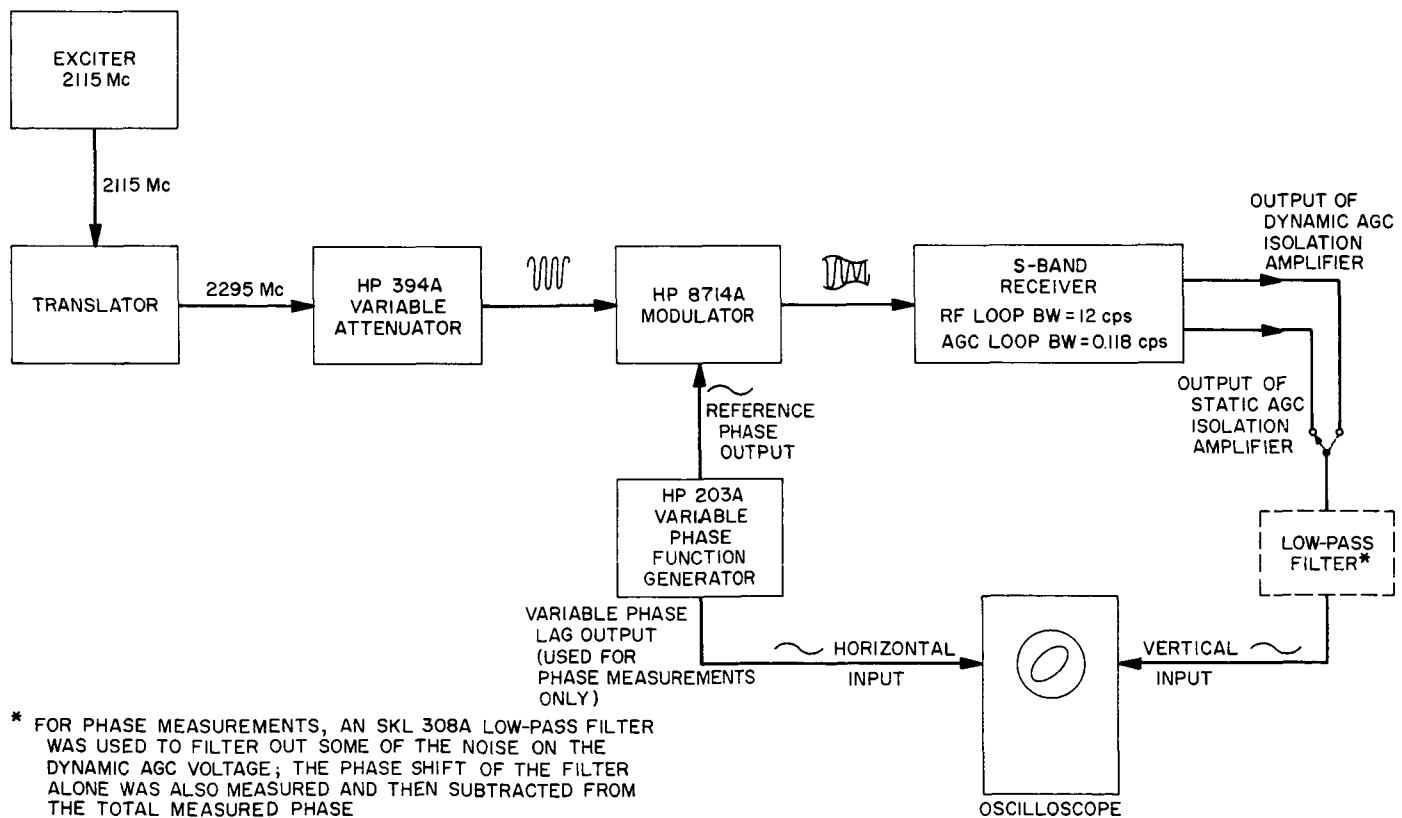 EXCITER
2115 Mc
2115 Mc
TRANSLATOR
2295 Mc
HP 394A
VARIABLE
ATTENUATOR
HP 8714A
MODULATOR
S-BAND
RECEIVER
RF LOOP BW = 12 cps
AGC LOOP BW = 0.118 cps
OUTPUT OF
DYNAMIC AGC
ISOLATION
AMPLIFIER
OUTPUT OF
STATIC AGC
ISOLATION
AMPLIFIER
REFERENCE
PHASE
OUTPUT
HP 203A
VARIABLE
PHASE
FUNCTION
GENERATOR
LOW-PASS
FILTER*
VARIABLE PHASE
LAG OUTPUT
(USED FOR
PHASE MEASUREMENTS
ONLY)
HORIZONTAL
INPUT
VERTICAL
INPUT
OSCILLOSCOPE
* FOR PHASE MEASUREMENTS, AN SKL 308A LOW-PASS FILTER
WAS USED TO FILTER OUT SOME OF THE NOISE ON THE
DYNAMIC AGC VOLTAGE; THE PHASE SHIFT OF THE FILTER
ALONE WAS ALSO MEASURED AND THEN SUBTRACTED FROM
THE TOTAL MEASURED PHASE